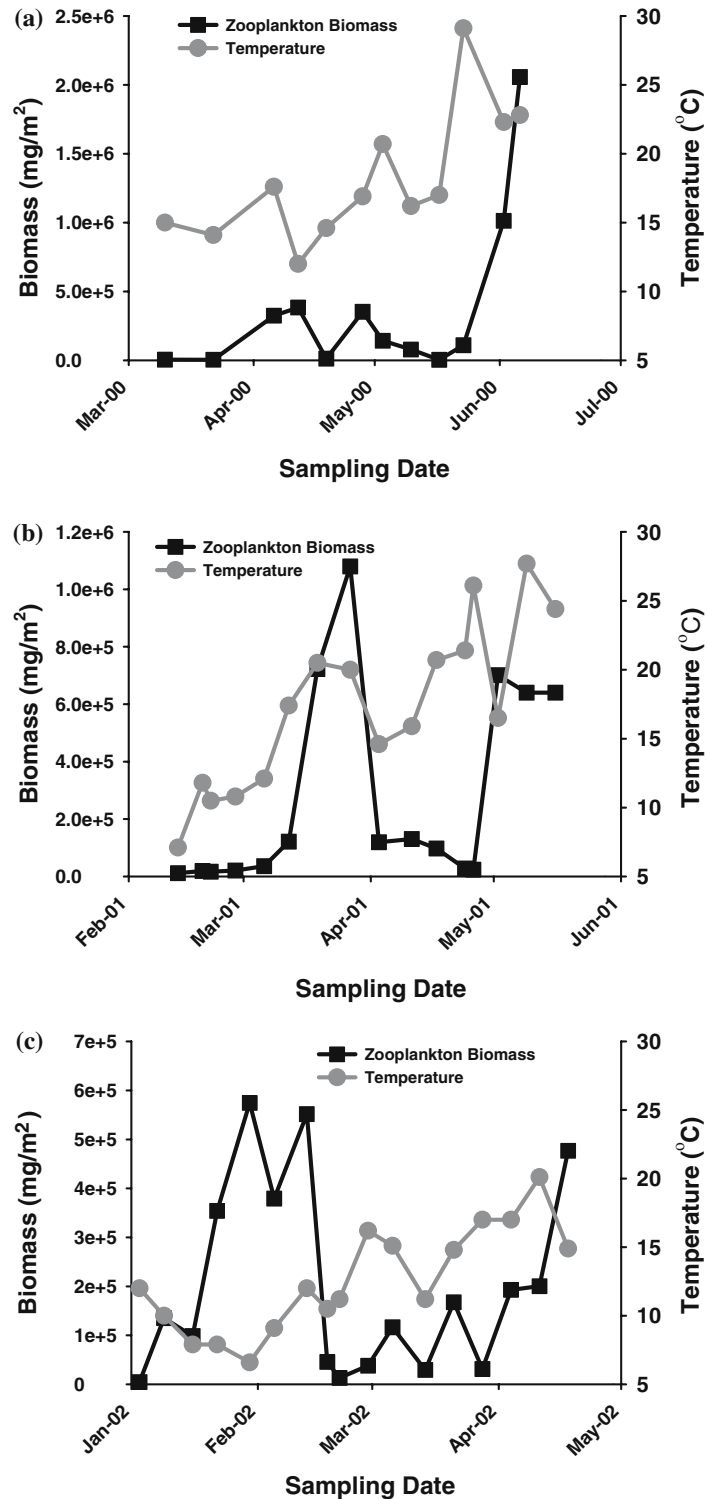 (a)
Zooplankton Biomass
Temperature
Biomass (mg/m²)
2.5e+6
2.0e+6
1.5e+6
1.0e+6
5.0e+5
0.0
Temperature (°C)
30
25
20
15
10
5
Mar-00
Apr-00
May-00
Jun-00
Jul-00
Sampling Date
(b)
Zooplankton Biomass
Temperature
Biomass (mg/m²)
1.2e+6
1.0e+6
8.0e+5
6.0e+5
4.0e+5
2.0e+5
0.0
Temperature (°C)
30
25
20
15
10
5
Feb-01
Mar-01
Apr-01
May-01
Jun-01
Sampling Date
(c)
Zooplankton Biomass
Temperature
Biomass (mg/m²)
7e+5
6e+5
5e+5
4e+5
3e+5
2e+5
1e+5
0
Temperature (°C)
30
25
20
15
10
5
Jan-02
Feb-02
Mar-02
Apr-02
May-02
Sampling Date